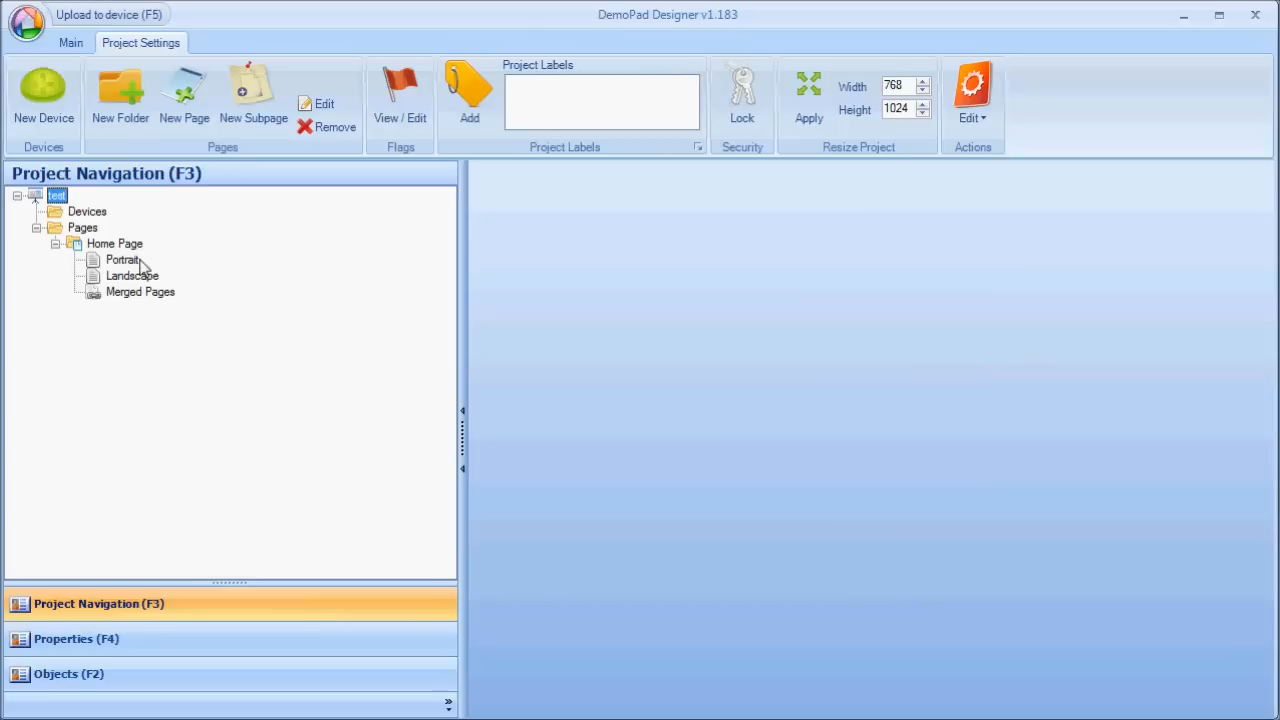 Upload to device (F5)
DemoPad Designer v1.183
Main
Project Settings
New Device
Devices
New Folder
New Page
New Subpage
Edit
Remove
Pages
View / Edit
Flags
Add
Project Labels
Project Labels
Lock
Security
Apply
Width 768
Height 1024
Resize Project
Edit
Actions
Project Navigation (F3)
test
Devices
Pages
Home Page
Portrait
Landscape
Merged Pages
Project Navigation (F3)
Properties (F4)
Objects (F2)